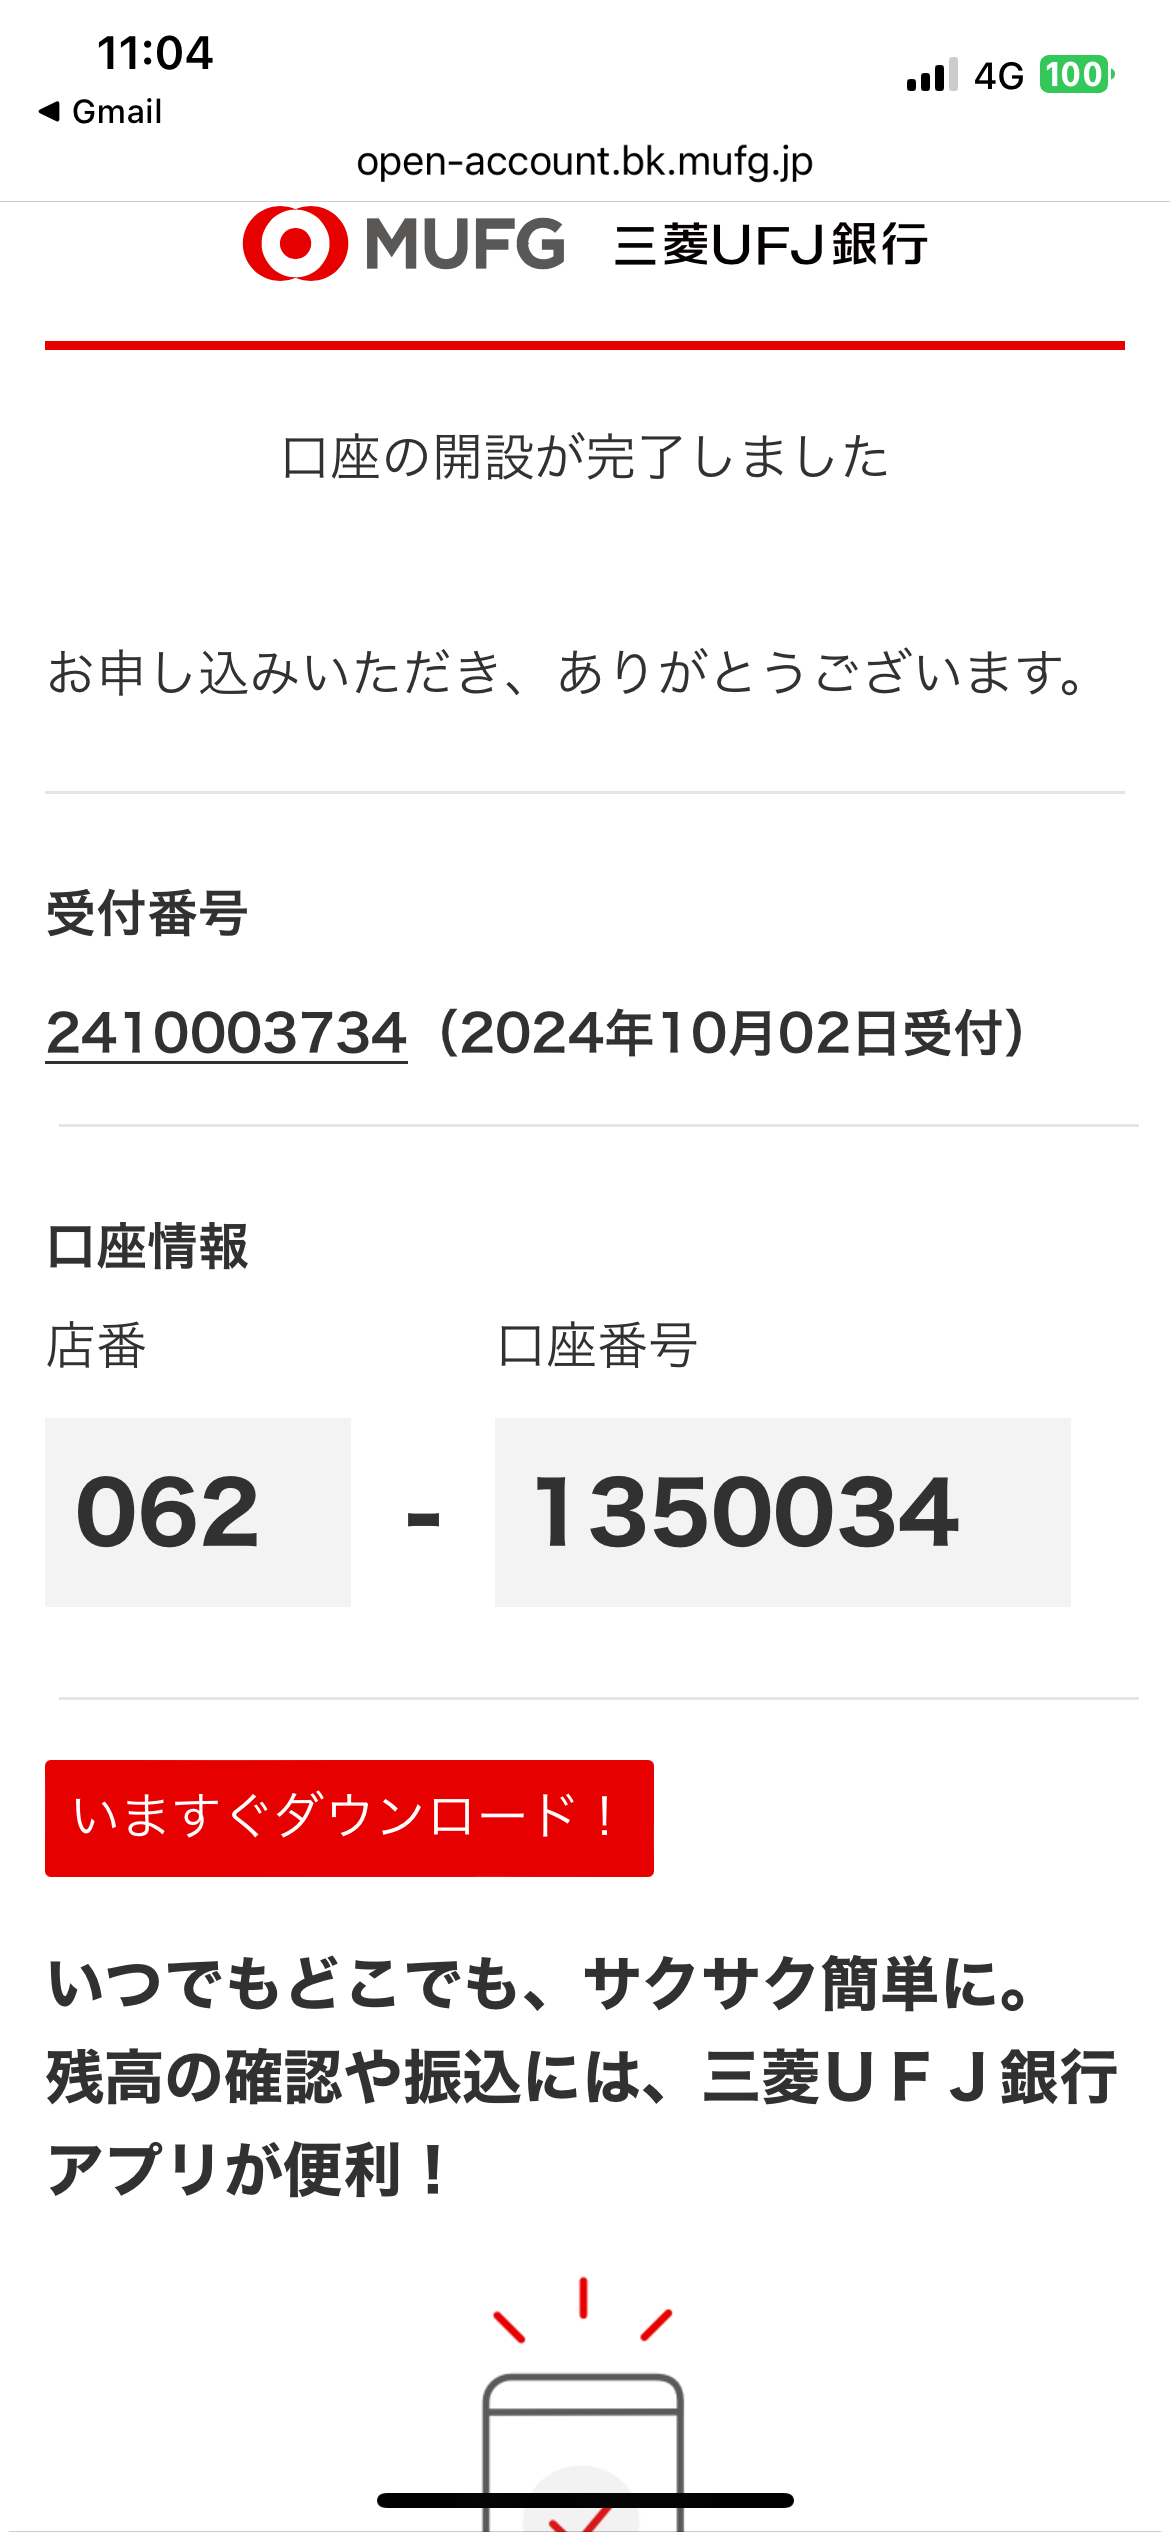 11:04
4G 100
◀ Gmail
open-account.bk.mufg.jp
MUFG 三菱UFJ銀行
口座の開設が完了しました
お申し込みいただき、ありがとうございます。
受付番号
2410003734（2024年10月02日受付）
口座情報
店番 口座番号
062 - 1350034
いますぐダウンロード！
いつでもどこでも、サクサク簡単に。
残高の確認や振込には、三菱ＵＦＪ銀行
アプリが便利！